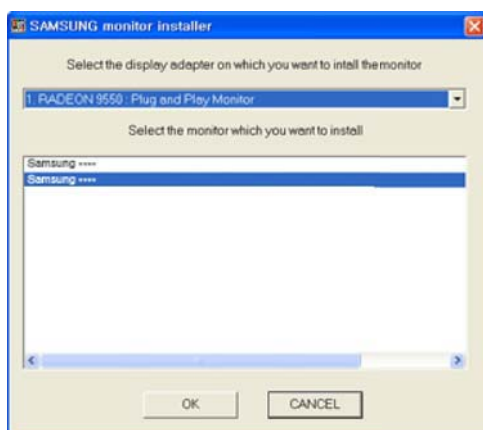 SAMSUNG monitor installer
Select the display adapter on which you want to intall the monitor
1. RADEON 9550 : Plug and Play Monitor
Select the monitor which you want to install
Samsung ----
Samsung ----
OK
CANCEL